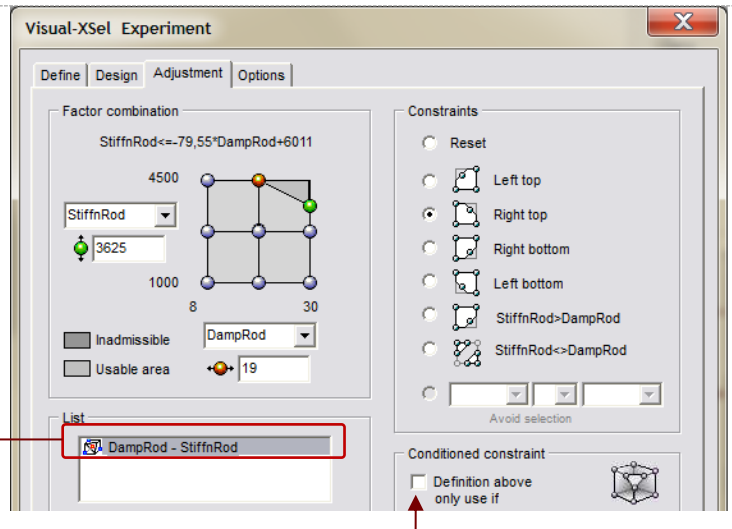 Visual-XSel Experiment
Define Design Adjustment Options
Factor combination
StiffnRod<=-79,55*DampRod+6011
4500
StiffnRod
3625
1000
8 30
Inadmissible
DampRod
Usable area
19
List
DampRod - StiffnRod
Constraints
Reset
Left top
Right top
Right bottom
Left bottom
StiffnRod>DampRod
StiffnRod<>DampRod
Avoid selection
Conditioned constraint
Definition above
only use if